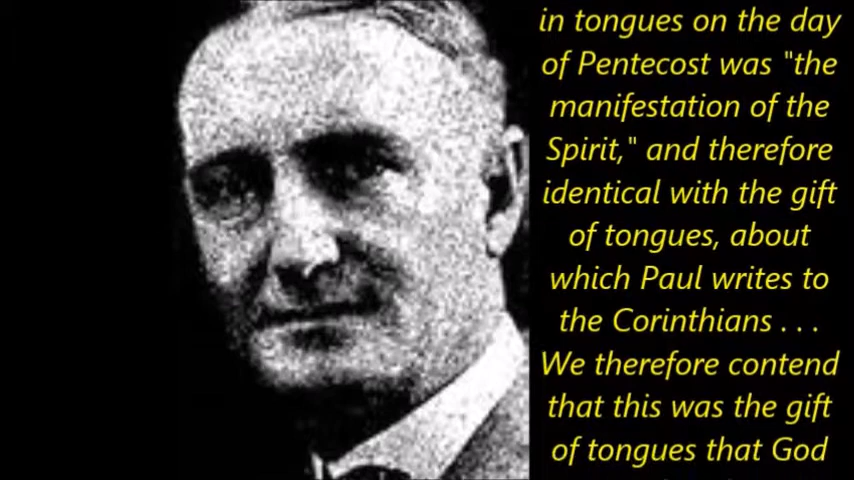 in tongues on the day
of Pentecost was "the
manifestation of the
Spirit," and therefore
identical with the gift
of tongues, about
which Paul writes to
the Corinthians . . .
We therefore contend
that this was the gift
of tongues that God